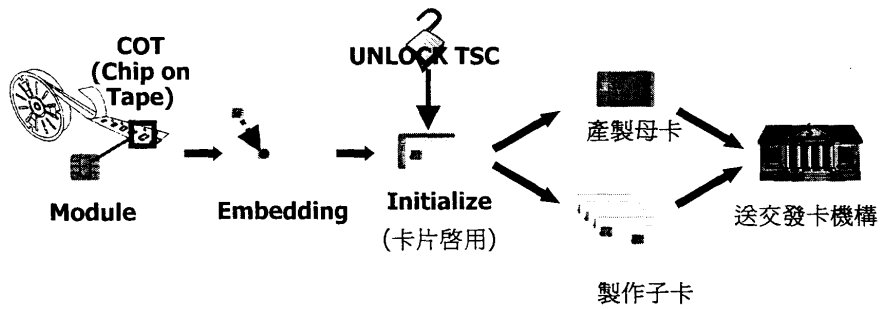 COT
(Chip on
Tape)
UNLOCK TSC
Module
Embedding
Initialize
(卡片啓用)
產製母卡
製作子卡
送交發卡機構